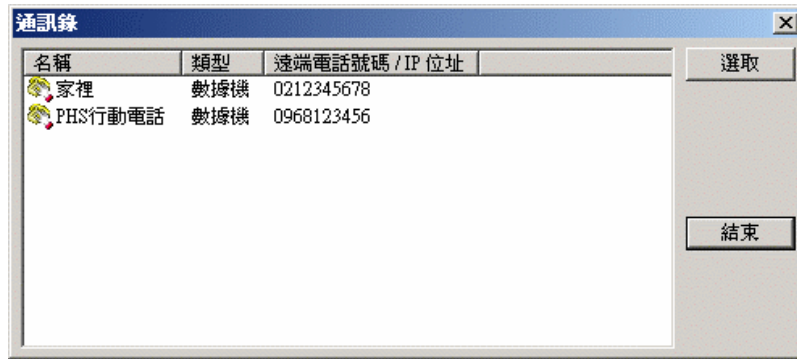 通訊錄
名稱 類型 遠端電話號碼 / IP 位址 選取
家裡 數據機 0212345678
PHS行動電話 數據機 0968123456
結束